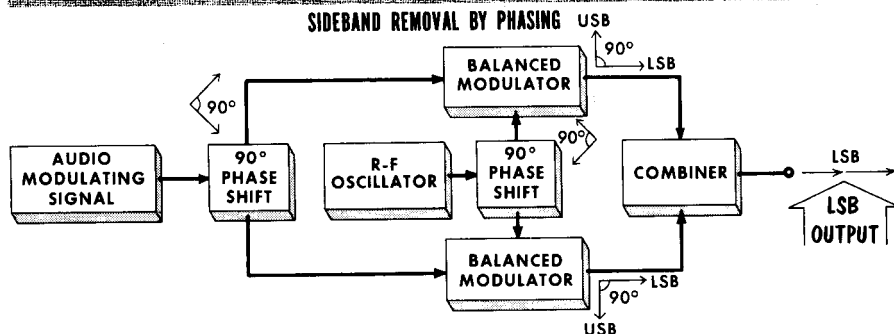 SIDEBAND REMOVAL BY PHASING
USB
90°
LSB
BALANCED
MODULATOR
90°
90°
AUDIO
MODULATING
SIGNAL
90°
PHASE
SHIFT
R-F
OSCILLATOR
90°
PHASE
SHIFT
COMBINER
LSB
LSB
OUTPUT
BALANCED
MODULATOR
LSB
90°
USB